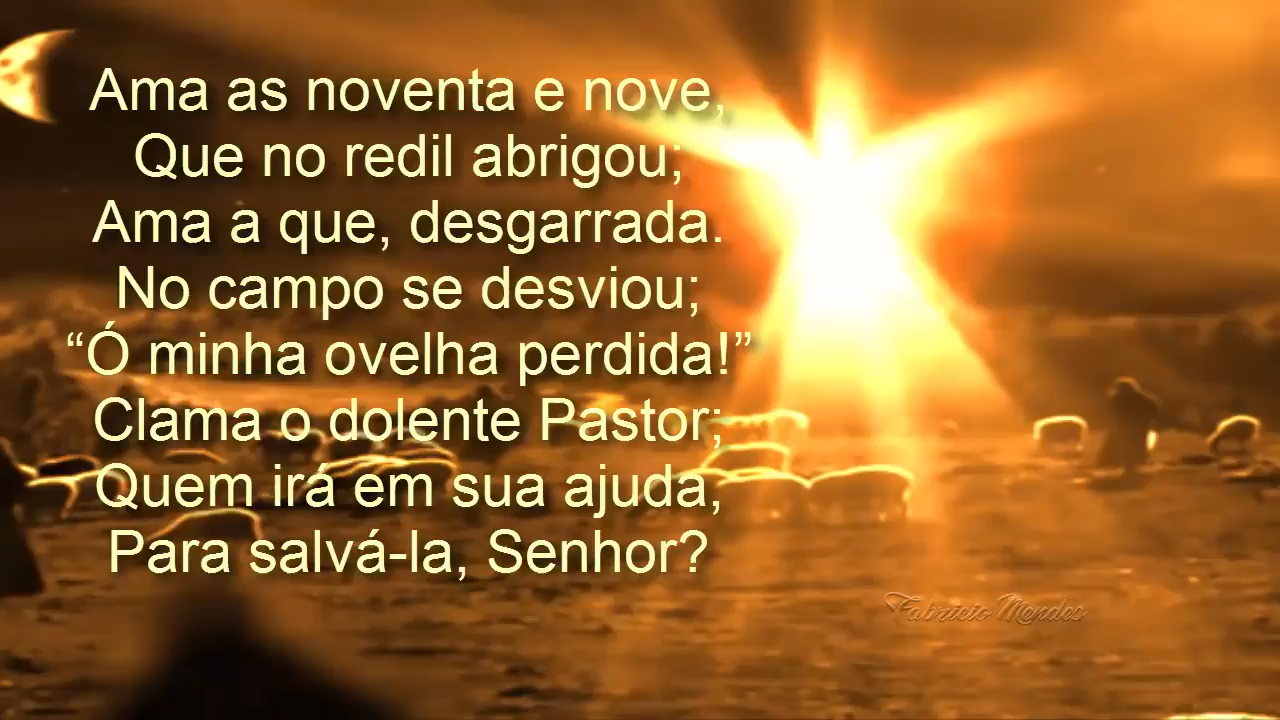 Ama as noventa e nove,
Que no redil abrigou;
Ama a que, desgarrada.
No campo se desviou;
“Ó minha ovelha perdida!”
Clama o dolente Pastor;
Quem irá em sua ajuda,
Para salvá-la, Senhor?
Fabricio Mendes